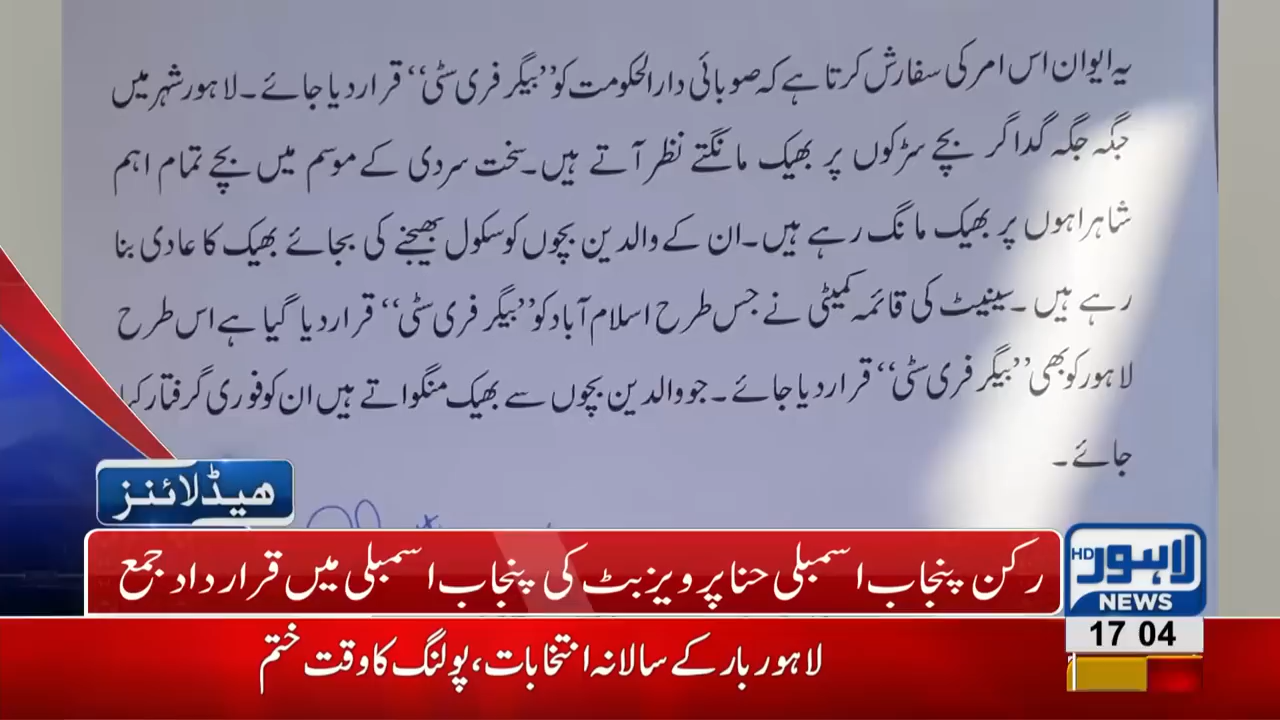 یہ ایوان اس امر کی سفارش کرتا ہے کہ صوبائی دارالحکومت کو ’’بیگر فری سٹی‘‘ قرار دیا جائے۔ لاہور شہر میں
جگہ جگہ گداگر بچے سڑکوں پر بھیک مانگتے نظر آتے ہیں۔ سخت سردی کے موسم میں بچے تمام اہم
شاہراہوں پر بھیک مانگ رہے ہیں۔ ان کے والدین بچوں کو سکول بھیجنے کی بجائے بھیک کا عادی بنا
رہے ہیں۔ سینیٹ کی قائمہ کمیٹی نے جس طرح اسلام آباد کو ’’بیگر فری سٹی‘‘ قرار دیا گیا ہے اس طرح
لاہور کو بھی ’’بیگر فری سٹی‘‘ قرار دیا جائے۔ جو والدین بچوں سے بھیک منگواتے ہیں ان کو فوری گرفتار کیا
جائے۔
ھیڈلائنز
رکن پنجاب اسمبلی حنا پرویز بٹ کی پنجاب اسمبلی میں قرار داد جمع
لاہور HD
NEWS
17 04
لاہور بار کے سالانہ انتخابات، پولنگ کا وقت ختم